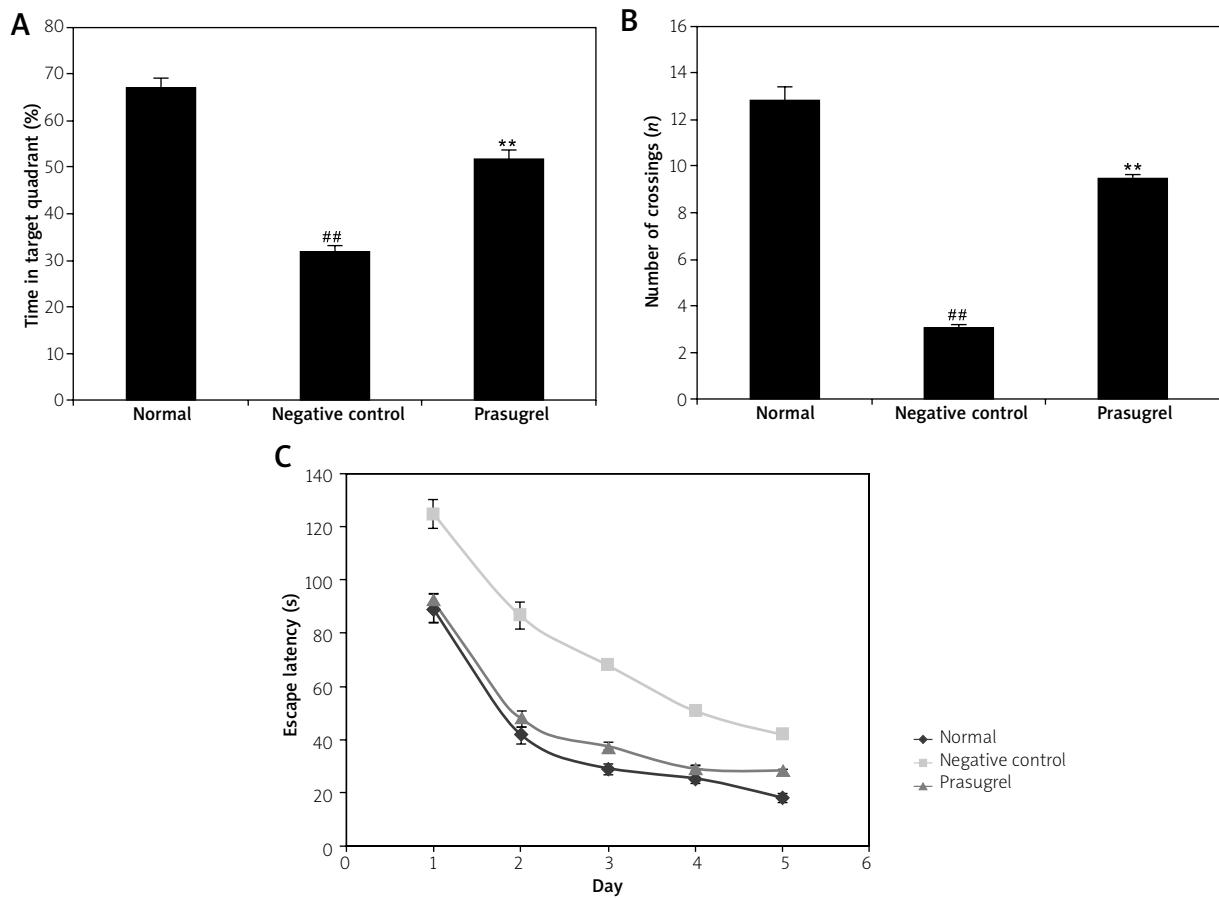 A
Time in target quadrant (%)
80
70
60
50
40
30
20
10
0
##
**
Normal Negative control Prasugrel
B
Number of crossings (n)
16
14
12
10
8
6
4
2
0
##
**
Normal Negative control Prasugrel
C
Escape latency (s)
140
120
100
80
60
40
20
0
0 1 2 3 4 5 6
Day
Normal
Negative control
Prasugrel